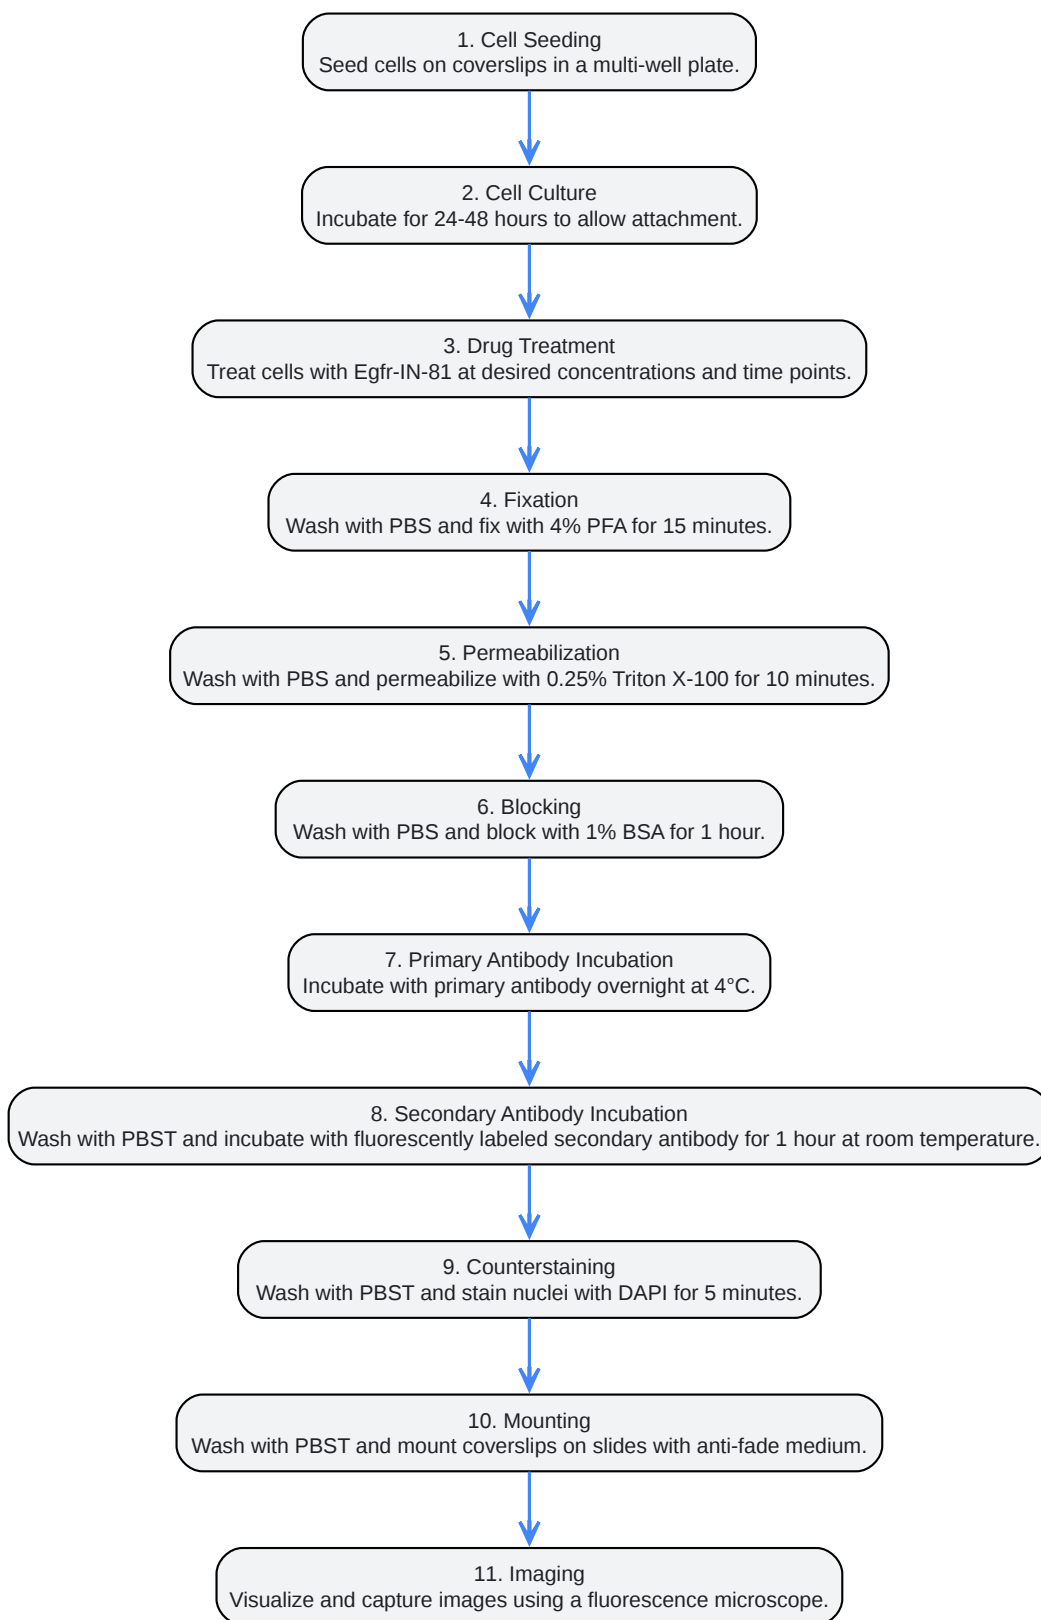 1. Cell Seeding
Seed cells on coverslips in a multi-well plate.
2. Cell Culture
Incubate for 24-48 hours to allow attachment.
3. Drug Treatment
Treat cells with Egfr-IN-81 at desired concentrations and time points.
4. Fixation
Wash with PBS and fix with 4% PFA for 15 minutes.
5. Permeabilization
Wash with PBS and permeabilize with 0.25% Triton X-100 for 10 minutes.
6. Blocking
Wash with PBS and block with 1% BSA for 1 hour.
7. Primary Antibody Incubation
Incubate with primary antibody overnight at 4°C.
8. Secondary Antibody Incubation
Wash with PBST and incubate with fluorescently labeled secondary antibody for 1 hour at room temperature.
9. Counterstaining
Wash with PBST and stain nuclei with DAPI for 5 minutes.
10. Mounting
Wash with PBST and mount coverslips on slides with anti-fade medium.
11. Imaging
Visualize and capture images using a fluorescence microscope.